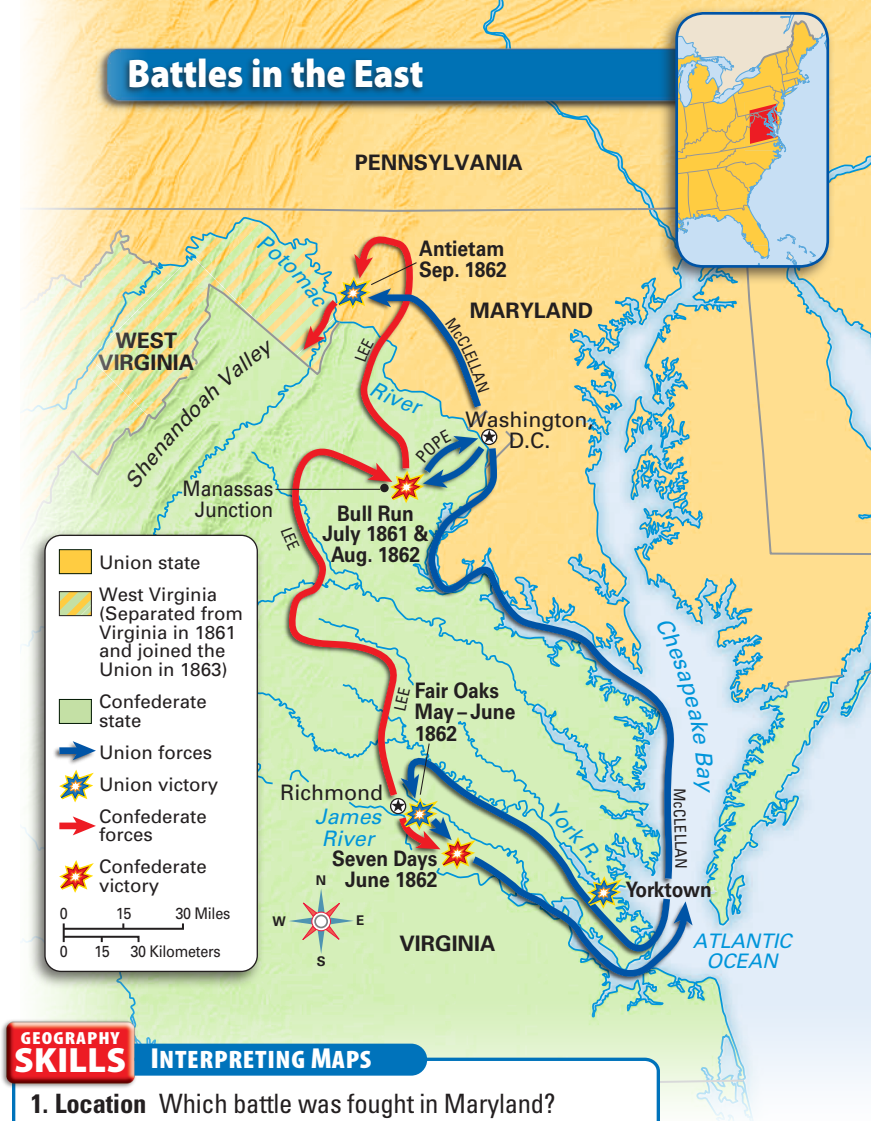 Battles in the East
PENNSYLVANIA
Antietam
Sep. 1862
Potomac
MARYLAND
WEST
VIRGINIA
McCLELLAN
LEE
Shenandoah Valley
River
Washington,
D.C.
POPE
Manassas
Junction
Bull Run
July 1861 &
Aug. 1862
LEE
Union state
West Virginia
(Separated from
Virginia in 1861
and joined the
Union in 1863)
Confederate
state
Union forces
Union victory
Confederate
forces
Confederate
victory
0 15 30 Miles
0 15 30 Kilometers
Chesapeake Bay
LEE
Fair Oaks
May – June
1862
Richmond
James
River
York R.
McCLELLAN
Seven Days
June 1862
Yorktown
N
W E
S
VIRGINIA
ATLANTIC
OCEAN
GEOGRAPHY
SKILLS
INTERPRETING MAPS
1. Location Which battle was fought in Maryland?